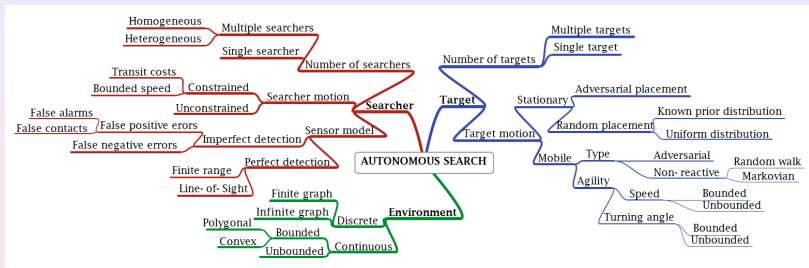 Homogeneous
Heterogeneous
Multiple searchers
Single searcher
Number of searchers
Transit costs
Bounded speed
Constrained
Unconstrained
Searcher motion
Searcher
False alarms
False contacts
False positive erors
False negative errors
Imperfect detection
Sensor model
Finite range
Line- of- Sight
Perfect detection
AUTONOMOUS SEARCH
Multiple targets
Single target
Number of targets
Target
Stationary
Adversarial placement
Random placement
Known prior distribution
Uniform distribution
Target motion
Mobile
Type
Adversarial
Non- reactive
Random walk
Markovian
Agility
Speed
Bounded
Unbounded
Turning angle
Bounded
Unbounded
Finite graph
Infinite graph
Discrete
Environment
Polygonal
Convex
Bounded
Unbounded
Continuous